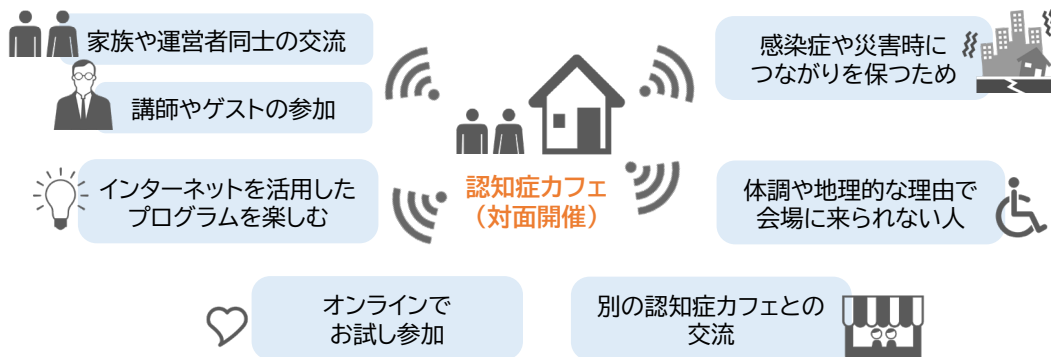 家族や運営者同士の交流
講師やゲストの参加
インターネットを活用した
プログラムを楽しむ
認知症カフェ
（対面開催）
感染症や災害時に
つながりを保つため
体調や地理的な理由で
会場に来られない人
オンラインで
お試し参加
別の認知症カフェとの
交流